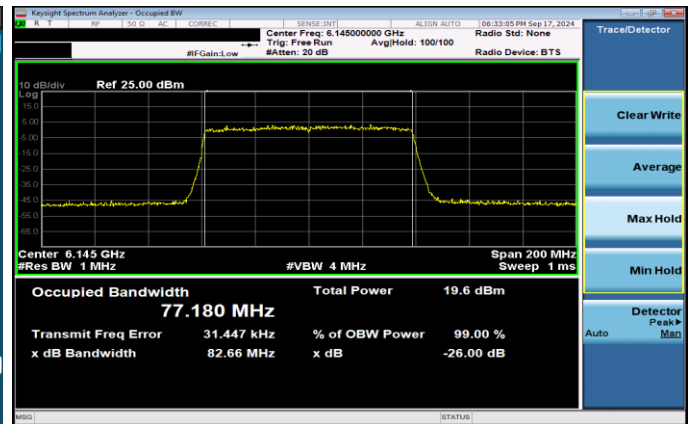 Keysight Spectrum Analyzer - Occupied BW
R T RF 50 Ω AC CORREC SENSE:INT ALIGN AUTO 06:33:05 PM Sep 17, 2024
Center Freq: 6.145000000 GHz Radio Std: None
Trig: Free Run Avg|Hold: 100/100
#IFGain:Low #Atten: 20 dB Radio Device: BTS
Trace/Detector
10 dB/div Ref 25.00 dBm
Log
15.0
5.00
-5.00
-15.0
-25.0
-35.0
-45.0
-55.0
-65.0
Center 6.145 GHz Span 200 MHz
#Res BW 1 MHz #VBW 4 MHz Sweep 1 ms
Occupied Bandwidth Total Power 19.6 dBm
77.180 MHz
Transmit Freq Error 31.447 kHz % of OBW Power 99.00 %
x dB Bandwidth 82.66 MHz x dB -26.00 dB
Clear Write
Average
Max Hold
Min Hold
Detector
Peak▶
Auto Man
MSG STATUS